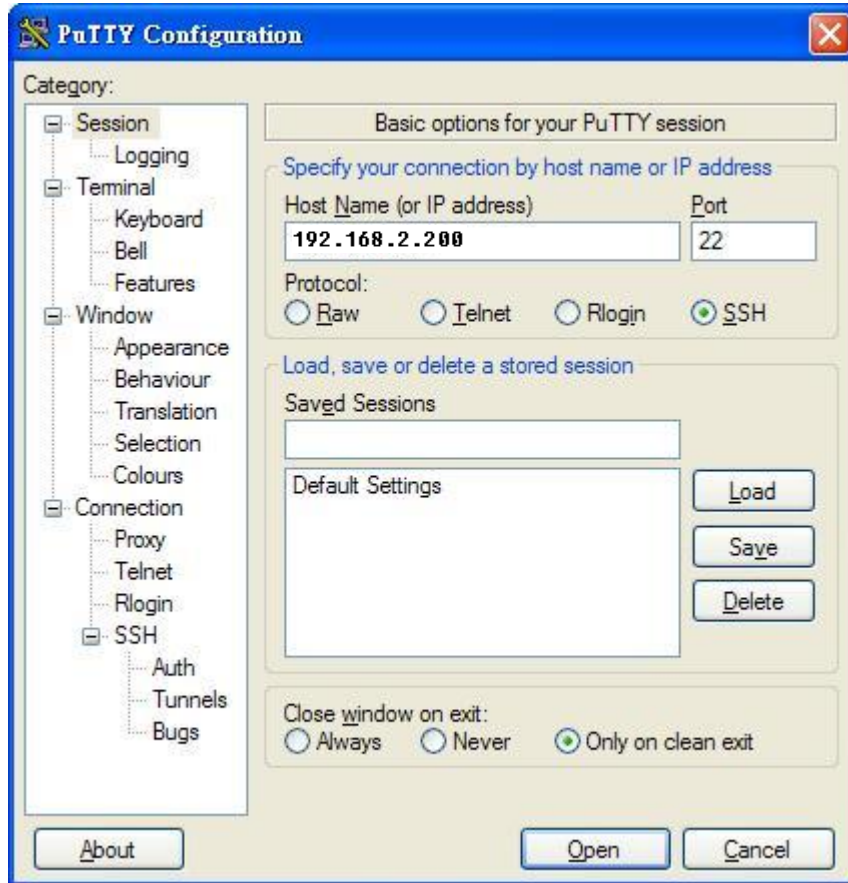 PuTTY Configuration
Category:
Session
Logging
Terminal
Keyboard
Bell
Features
Window
Appearance
Behaviour
Translation
Selection
Colours
Connection
Proxy
Telnet
Rlogin
SSH
Auth
Tunnels
Bugs
Basic options for your PuTTY session
Specify your connection by host name or IP address
Host Name (or IP address) Port
192.168.2.200 22
Protocol:
Raw Telnet Rlogin SSH
Load, save or delete a stored session
Saved Sessions
Default Settings
Load
Save
Delete
Close window on exit:
Always Never Only on clean exit
About Open Cancel